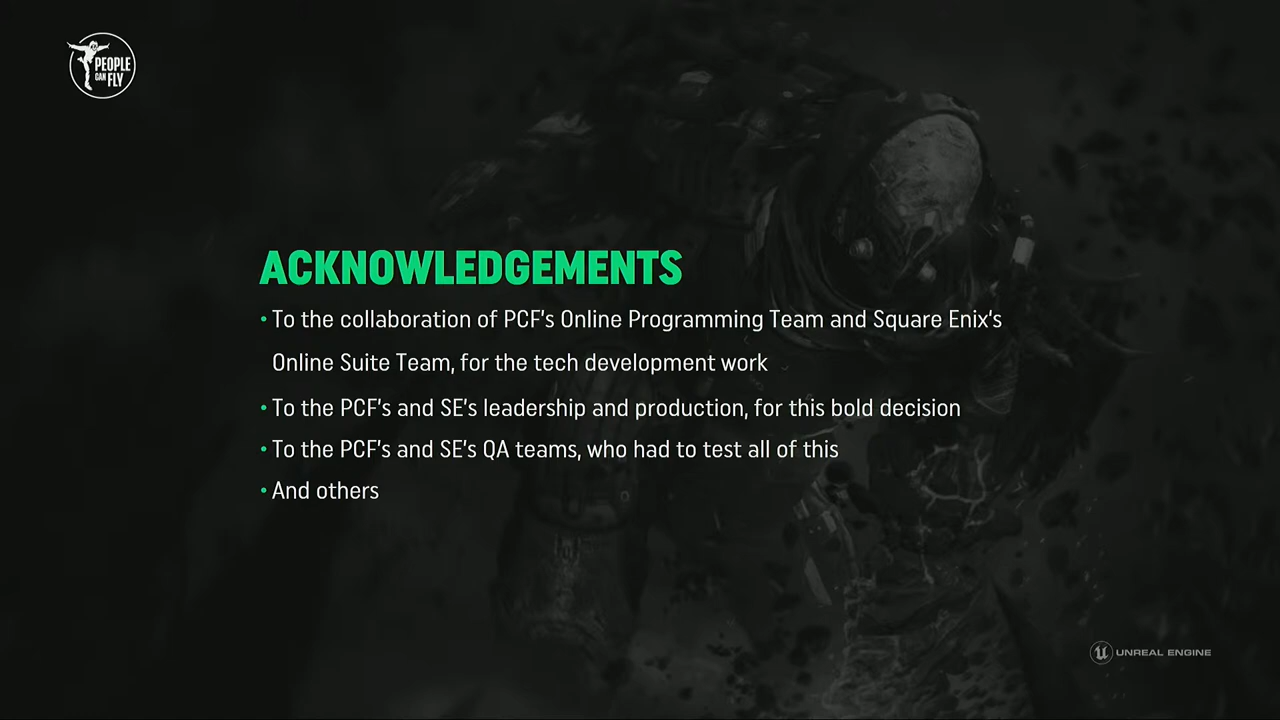 PEOPLE
CAN
FLY
ACKNOWLEDGEMENTS
• To the collaboration of PCF's Online Programming Team and Square Enix's
Online Suite Team, for the tech development work
• To the PCF's and SE's leadership and production, for this bold decision
• To the PCF's and SE's QA teams, who had to test all of this
• And others
UNREAL ENGINE